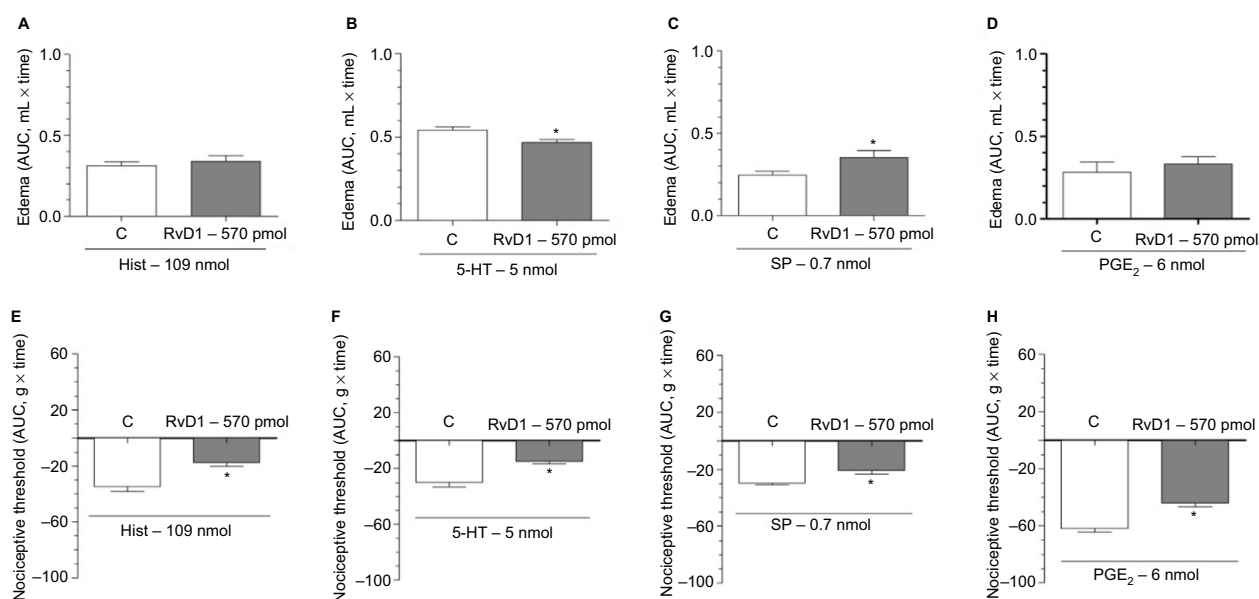 A
Edema (AUC, mL × time)
1.0
0.5
0.0
C
RvD1 – 570 pmol
Hist – 109 nmol
B
Edema (AUC, mL × time)
1.0
0.5
0.0
*
C
RvD1 – 570 pmol
5-HT – 5 nmol
C
Edema (AUC, mL × time)
1.0
0.5
0.0
*
C
RvD1 – 570 pmol
SP – 0.7 nmol
D
Edema (AUC, mL × time)
1.0
0.5
0.0
C
RvD1 – 570 pmol
PGE₂ – 6 nmol
E
Nociceptive threshold (AUC, g × time)
60
20
–20
–60
–100
C
RvD1 – 570 pmol
*
Hist – 109 nmol
F
Nociceptive threshold (AUC, g × time)
60
20
–20
–60
–100
C
RvD1 – 570 pmol
*
5-HT – 5 nmol
G
Nociceptive threshold (AUC, g × time)
60
20
–20
–60
–100
C
RvD1 – 570 pmol
*
SP – 0.7 nmol
H
Nociceptive threshold (AUC, g × time)
60
20
–20
–60
–100
C
RvD1 – 570 pmol
*
PGE₂ – 6 nmol